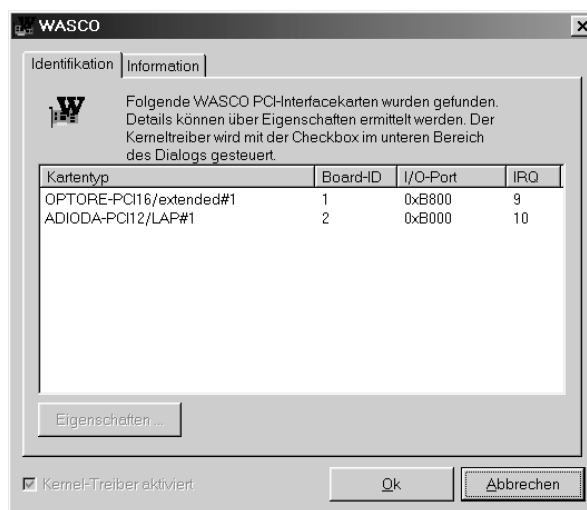 WASCO
Identifikation Information
Folgende WASCO PCI-Interfacekarten wurden gefunden.
Details können über Eigenschaften ermittelt werden. Der
Kerneltreiber wird mit der Checkbox im unteren Bereich
des Dialogs gesteuert.
Kartentyp Board-ID I/O-Port IRQ
OPTORE-PCI16/extended#1 1 0xB800 9
ADIODA-PCI12/LAP#1 2 0xB000 10
Eigenschaften ...
Kernel-Treiber aktiviert Ok Abbrechen